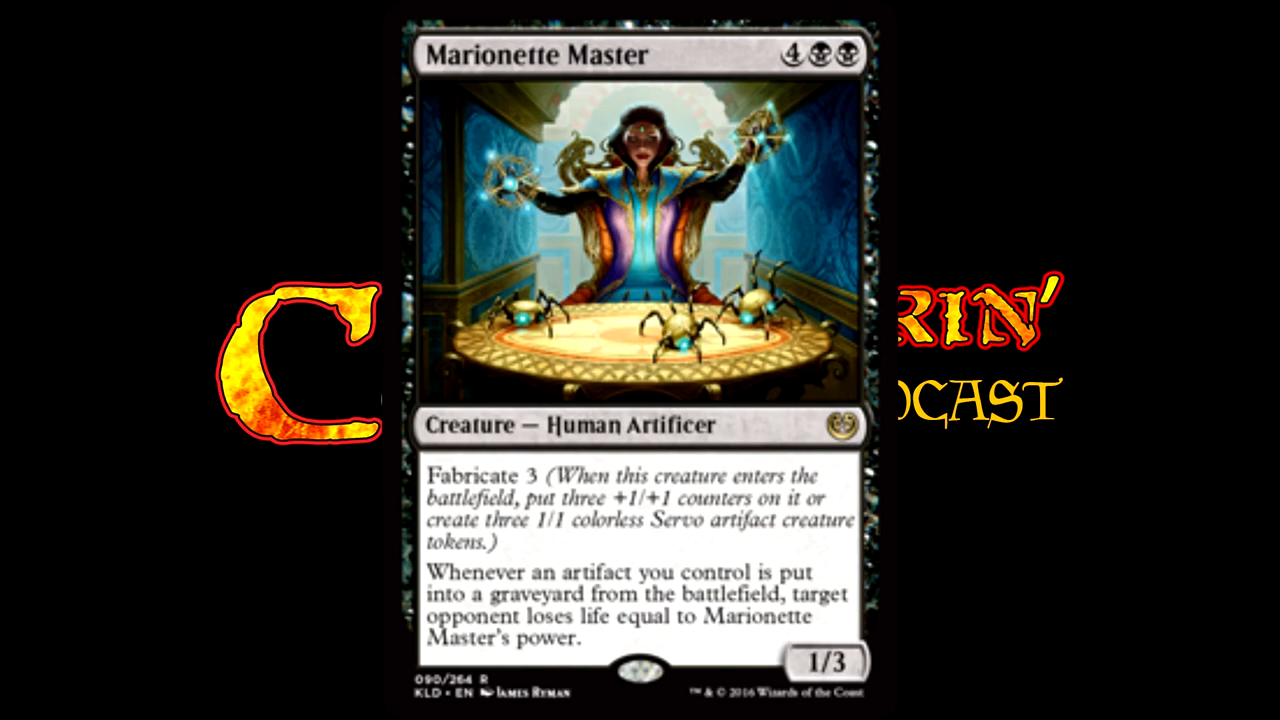 Marionette Master 4
C RIN'
DCAST
Creature — Human Artificer
Fabricate 3 (When this creature enters the
battlefield, put three +1/+1 counters on it or
create three 1/1 colorless Servo artifact creature
tokens.)
Whenever an artifact you control is put
into a graveyard from the battlefield, target
opponent loses life equal to Marionette
Master's power.
1/3
090/264 R
KLD • EN James Ryman
™ & © 2016 Wizards of the Coast